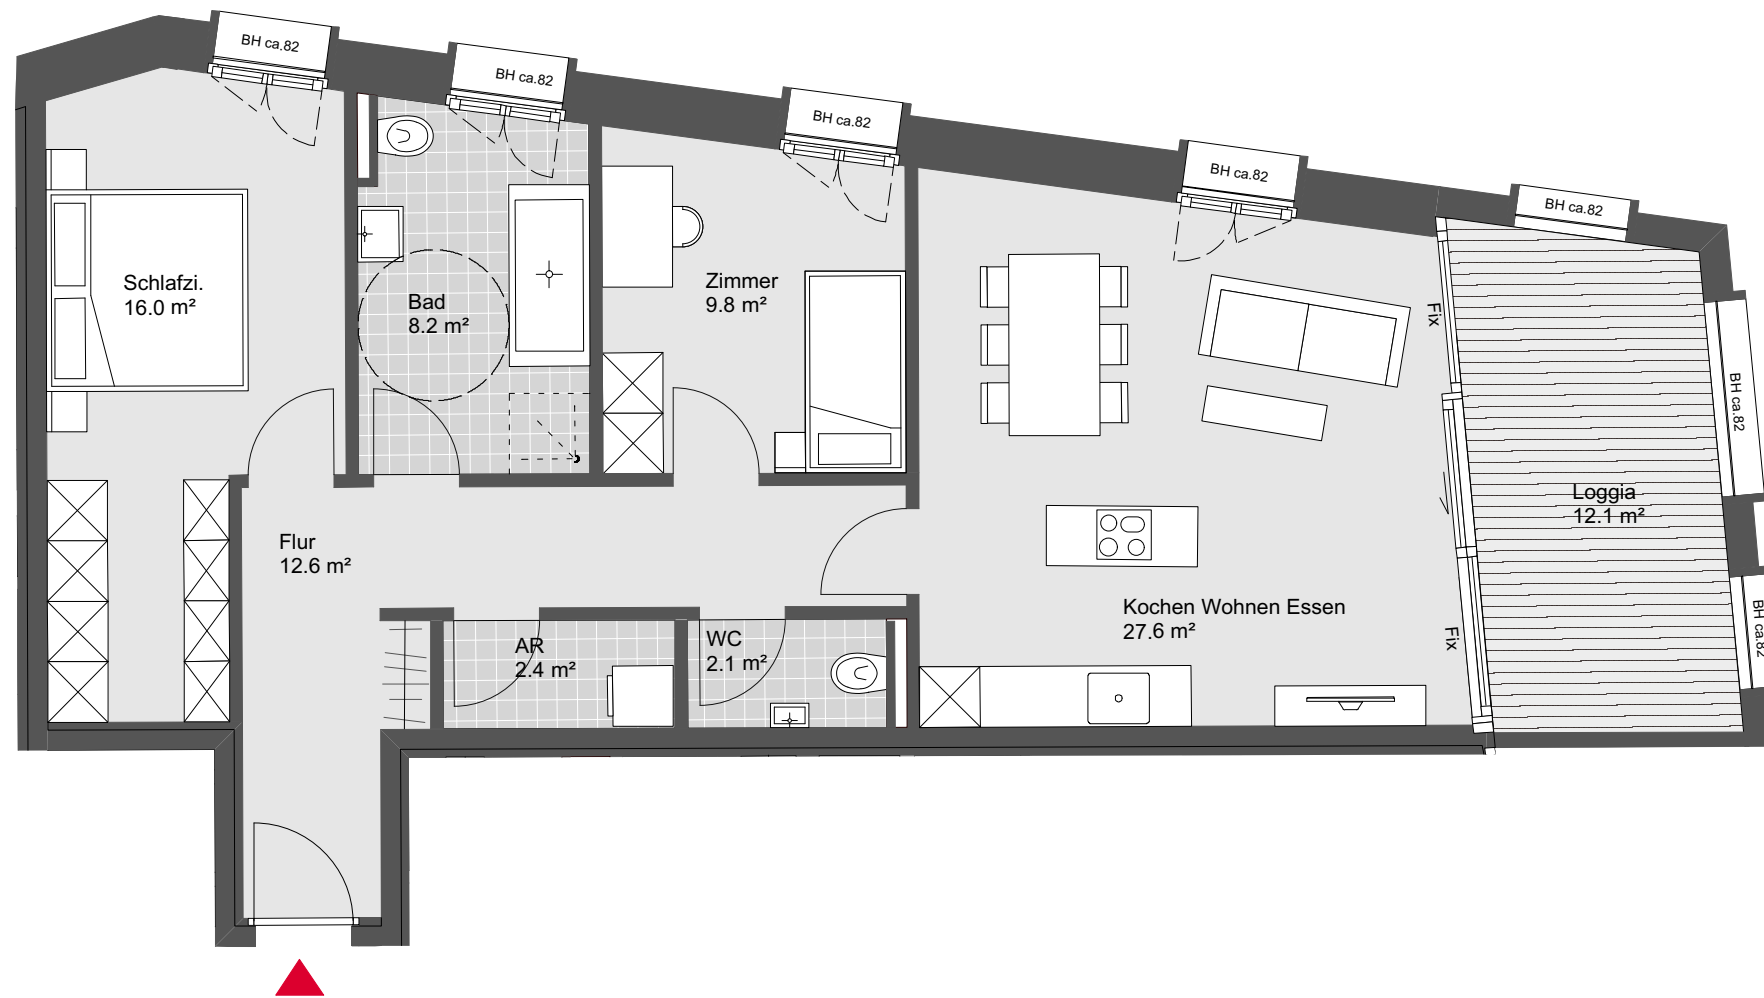 BH ca.82
BH ca.82
BH ca.82
BH ca.82
BH ca.82
Schlafzi.
16.0 m²
Bad
8.2 m²
Zimmer
9.8 m²
Fix
BH ca.82
Loggia
12.1 m²
Flur
12.6 m²
Kochen Wohnen Essen
27.6 m²
AR
2.4 m²
WC
2.1 m²
Fix
BH ca.82